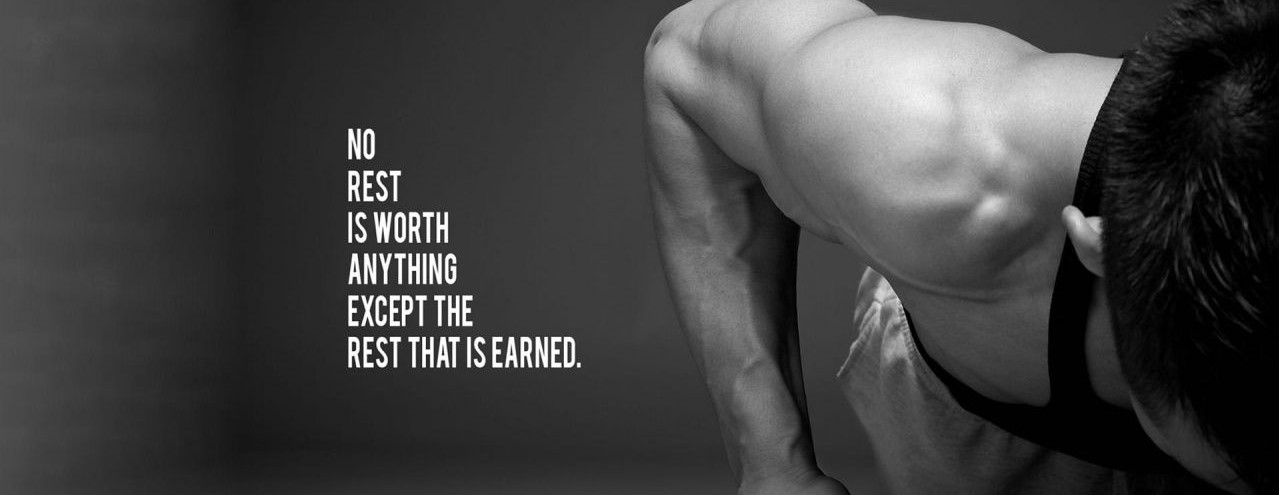 NO
REST
IS WORTH
ANYTHING
EXCEPT THE
REST THAT IS EARNED.